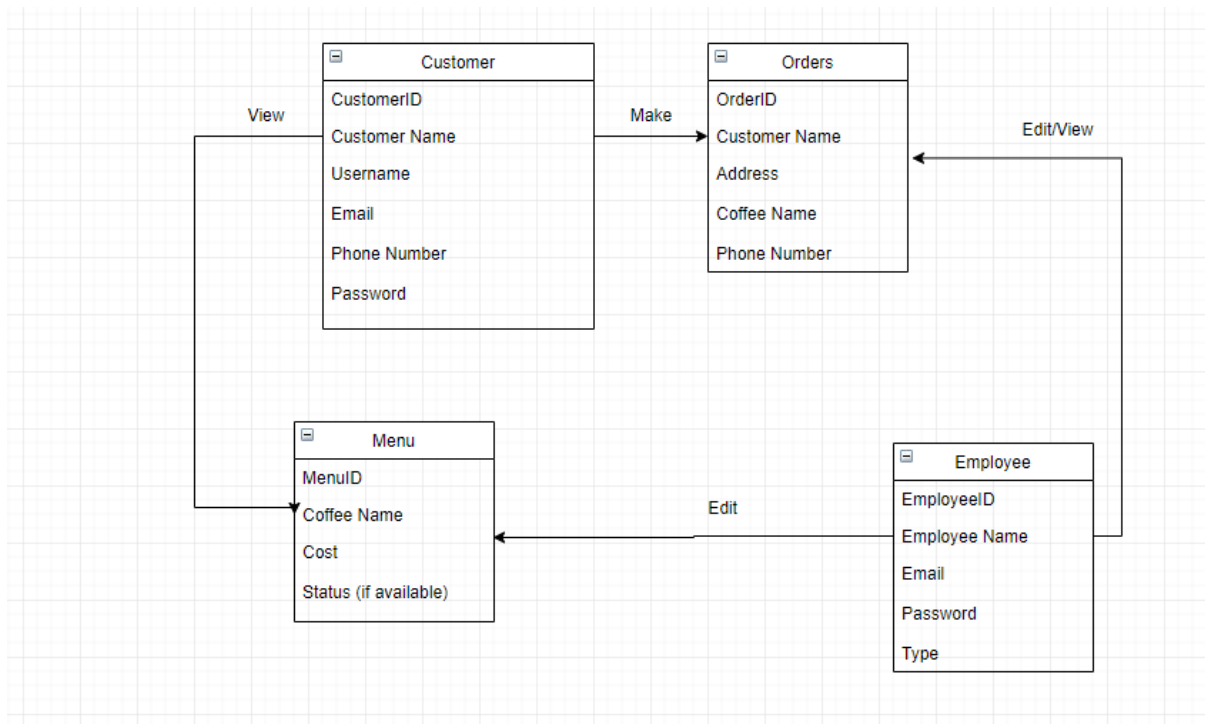 Customer
CustomerID
Customer Name
Username
Email
Phone Number
Password
View
Make
Orders
OrderID
Customer Name
Address
Coffee Name
Phone Number
Edit/View
Menu
MenuID
Coffee Name
Cost
Status (if available)
Edit
Employee
EmployeeID
Employee Name
Email
Password
Type